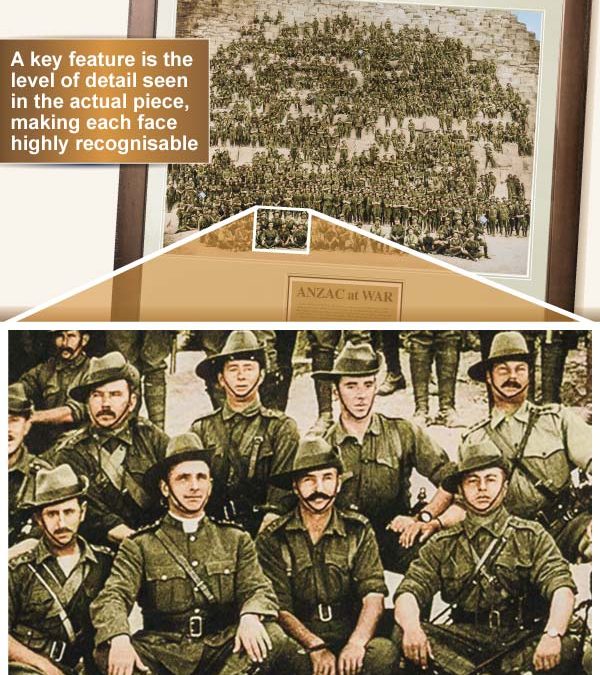 A key feature is the
level of detail seen
in the actual piece,
making each face
highly recognisable
ANZAC at WAR